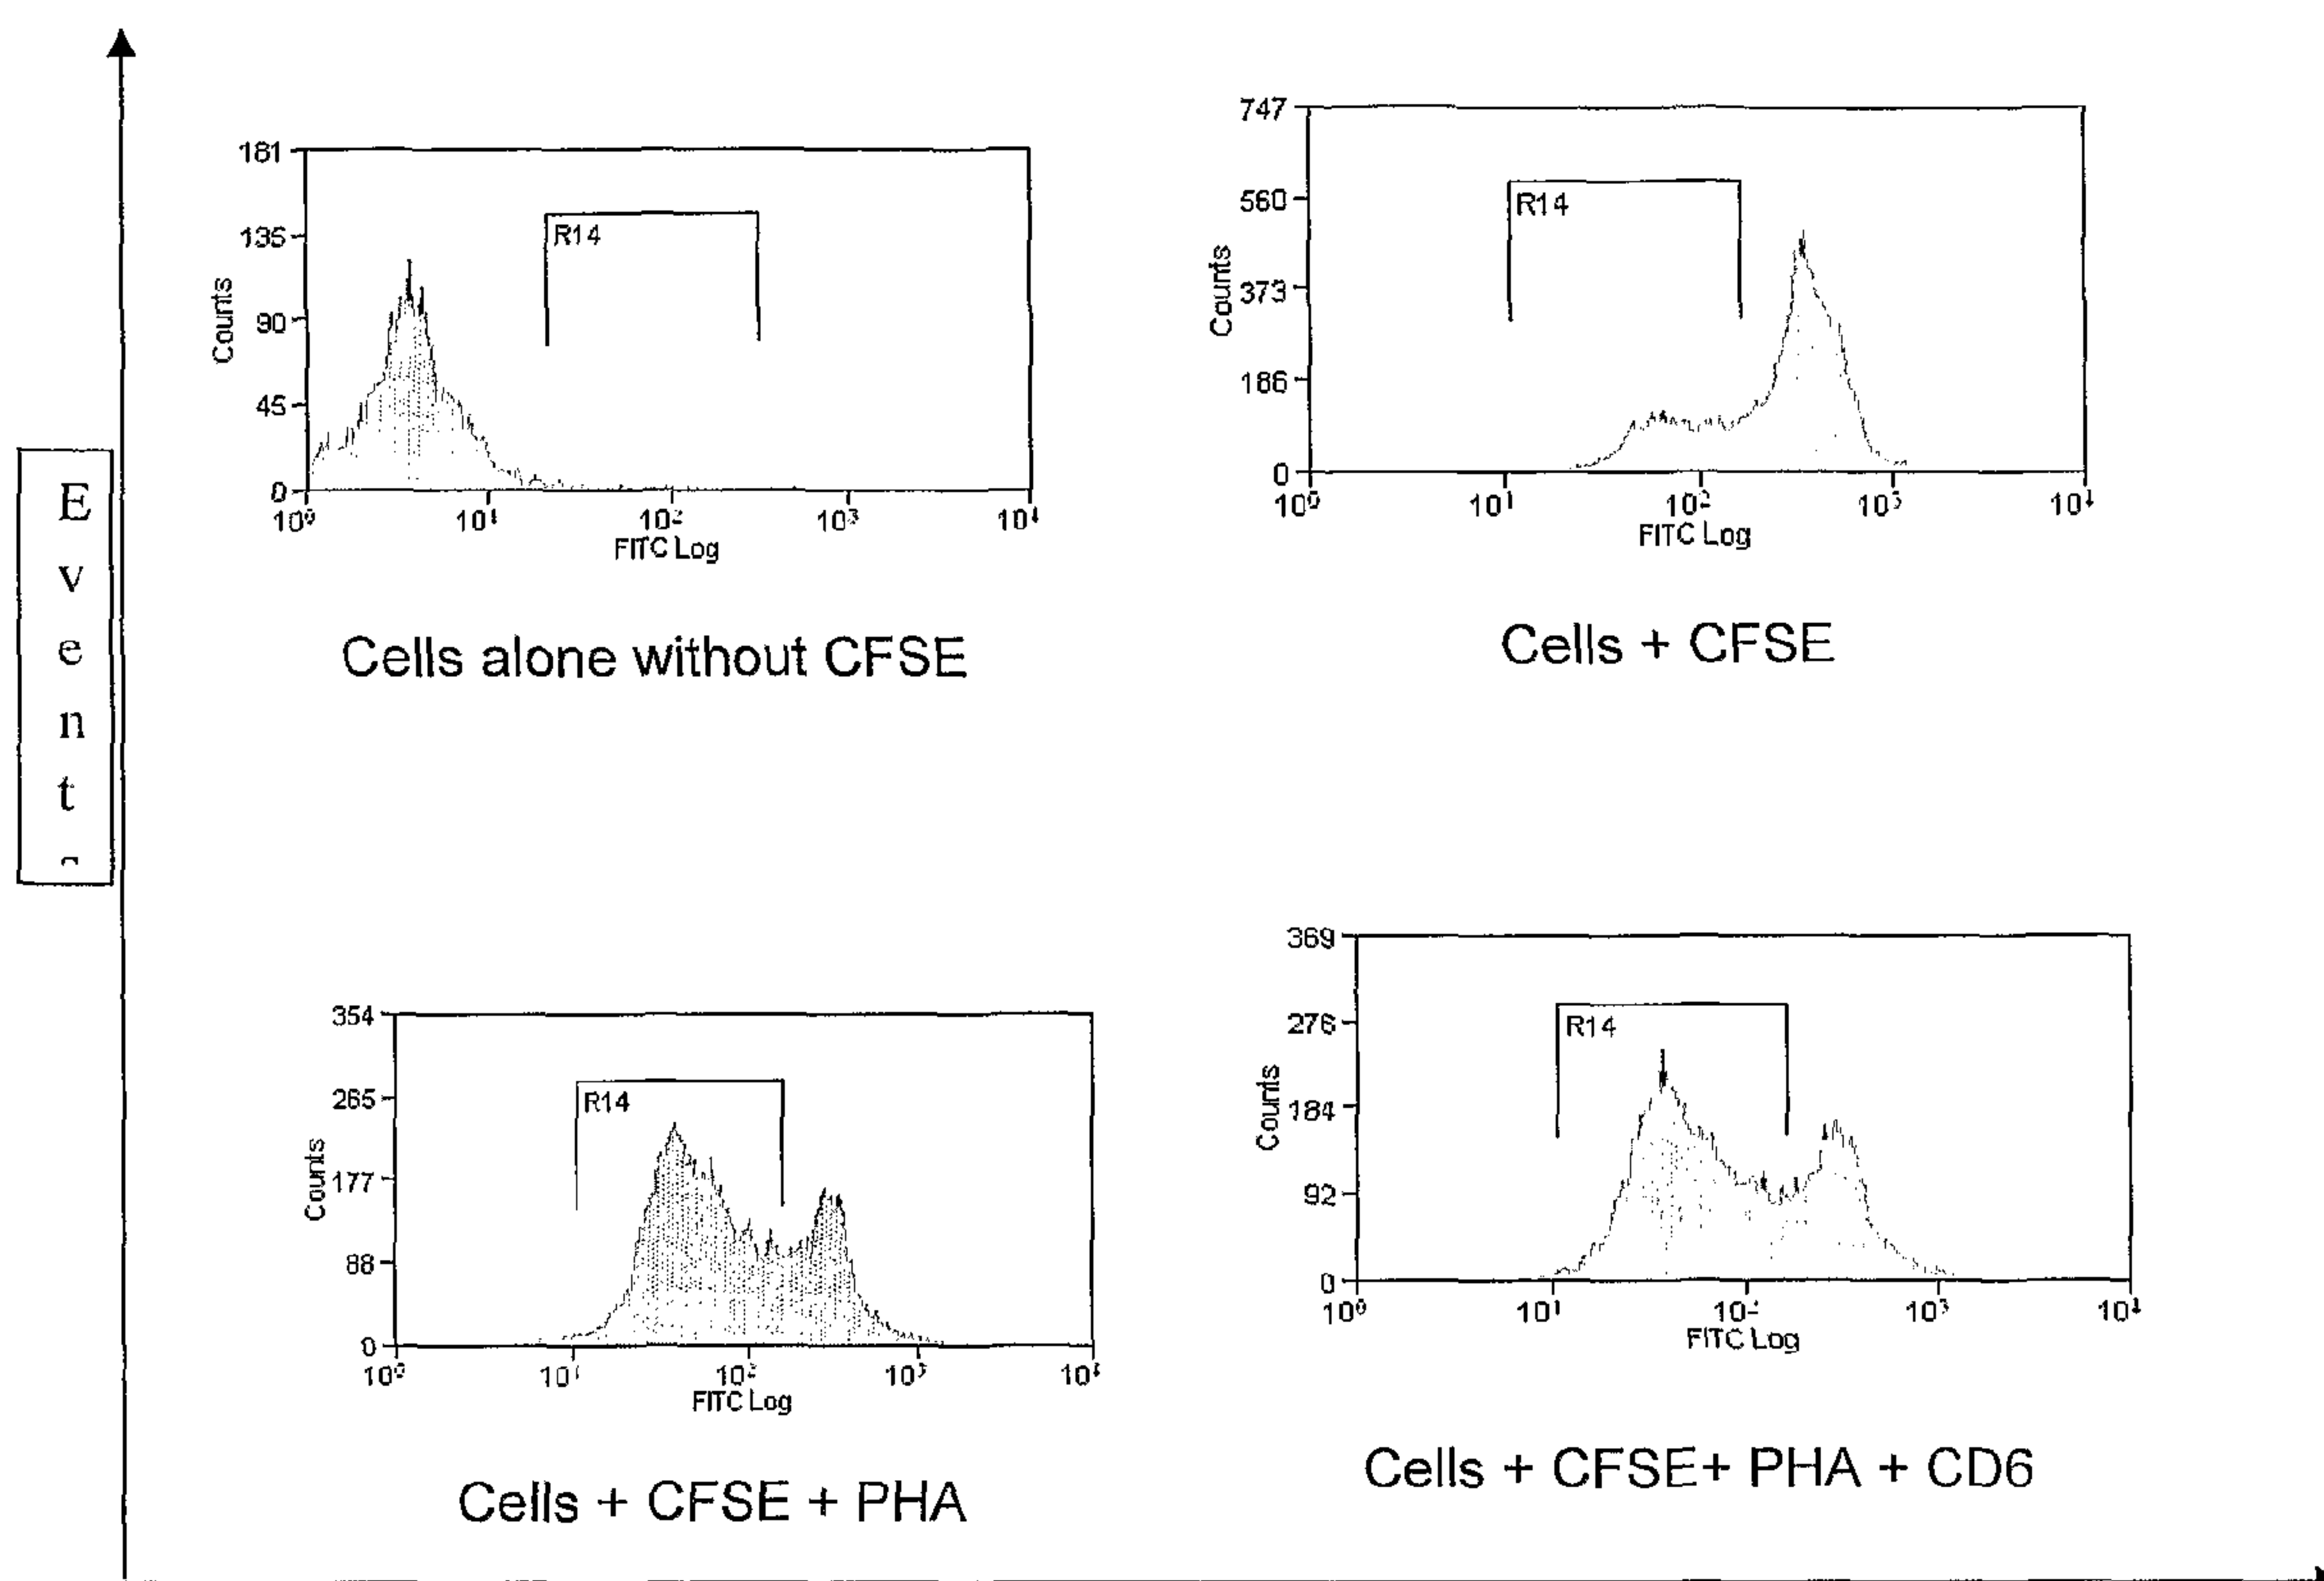 E
v
e
n
t
181
136
90
45
0
Counts
R14
10⁰ 10¹ 10² 10³ 10⁴
FITC Log
Cells alone without CFSE
747
560
373
186
0
Counts
R14
10⁰ 10¹ 10² 10³ 10⁴
FITC Log
Cells + CFSE
354
265
177
88
0
Counts
R14
10⁰ 10¹ 10² 10³ 10⁴
FITC Log
Cells + CFSE + PHA
369
276
184
92
0
Counts
R14
10⁰ 10¹ 10² 10³ 10⁴
FITC Log
Cells + CFSE+ PHA + CD6